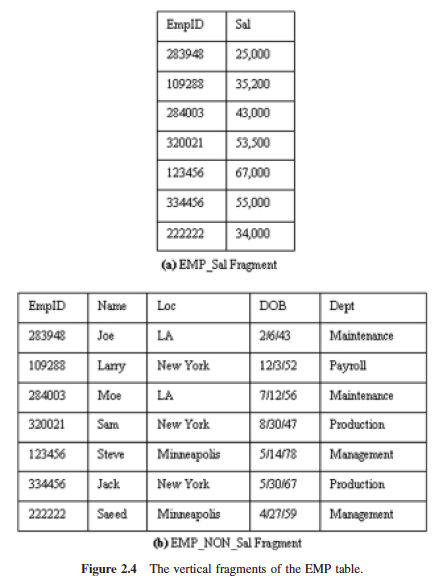 EmpID Sal
283948 25,000
109288 35,200
284003 43,000
320021 53,500
123456 67,000
334456 55,000
222222 34,000
(a) EMP_Sal Fragment
EmpID Name Loc DOB Dept
283948 Joe LA 2/6/43 Maintenance
109288 Larry New York 12/3/52 Payroll
284003 Moe LA 7/12/56 Maintenance
320021 Sam New York 8/30/47 Production
123456 Steve Minneapolis 5/14/78 Management
334456 Jack New York 5/30/67 Production
222222 Saeed Minneapolis 4/27/59 Management
(b) EMP_NON_Sal Fragment
Figure 2.4 The vertical fragments of the EMP table.